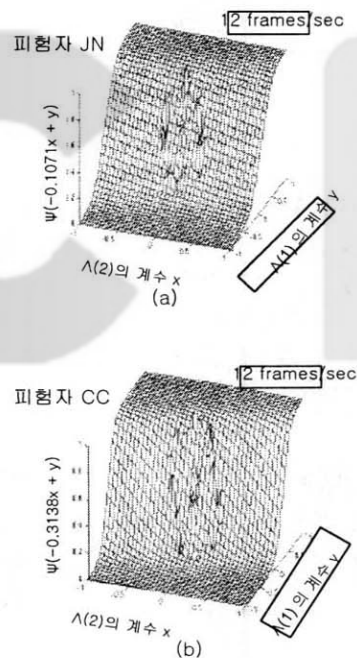 12 frames/sec
피험자 JN
Ψ(-0.1071x + y)
Λ(1)의 계수 y
Λ(2)의 계수 x
(a)
12 frames/sec
피험자 CC
Ψ(-0.3138x + y)
Λ(1)의 계수 y
Λ(2)의 계수 x
(b)